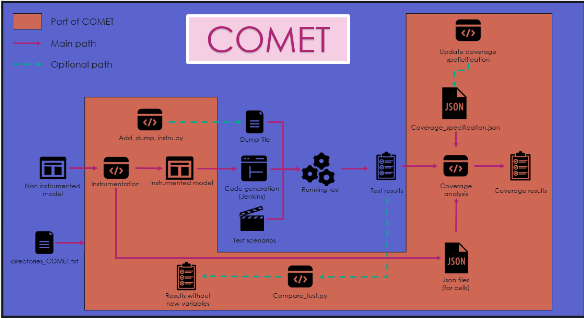 Part of COMET
Main path
Optional path
COMET
Update coverage
spoficification
JSON
Coverage_specification.json
Add_dump_instru.py
Dump file
Non instrumented
model
Instrumentation
Instrumented model
Code generation
(Jenkins)
Running test
Test results
Coverage
analysis
Coverage results
Test scenarios
directories_COMET.txt
Results without
new variables
Compare_test.py
JSON
Json files
(for cells)